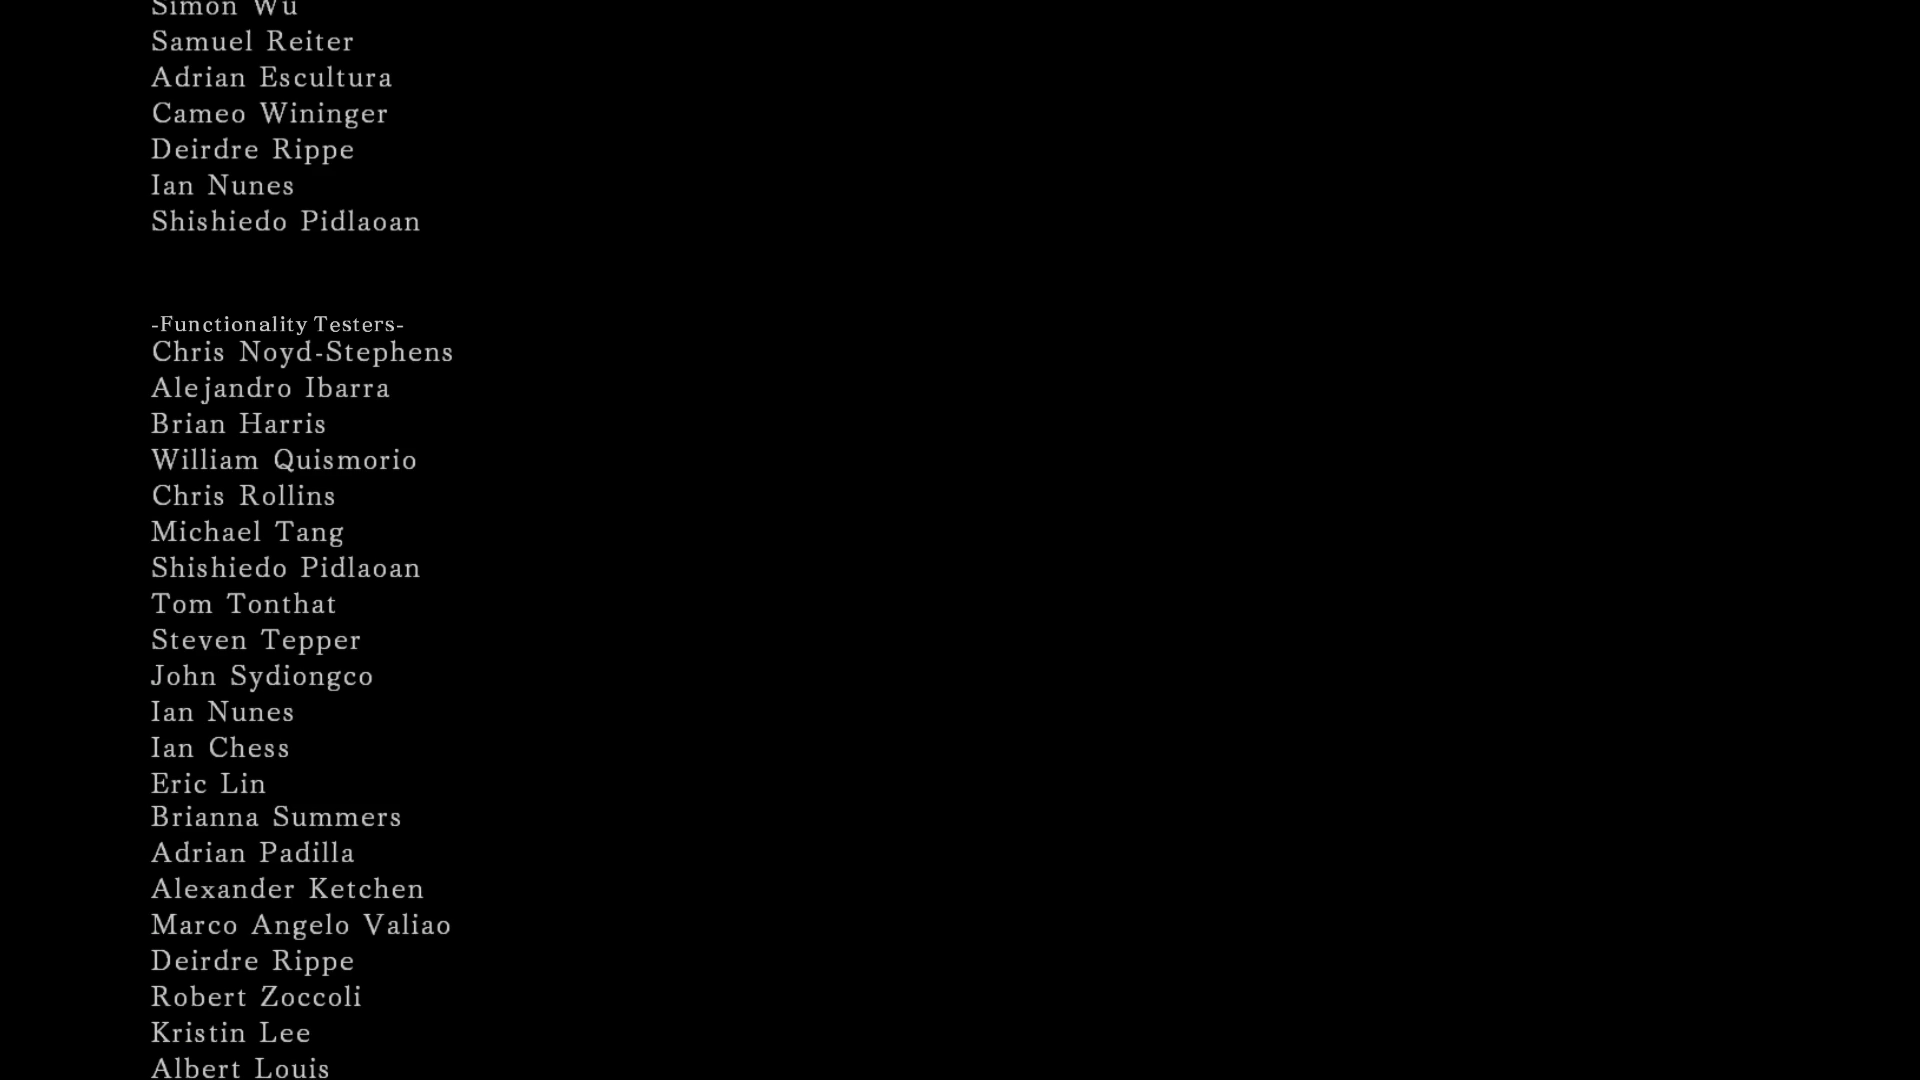 Simon Wu
Samuel Reiter
Adrian Escultura
Cameo Wininger
Deirdre Rippe
Ian Nunes
Shishiedo Pidlaoan
-Functionality Testers-
Chris Noyd-Stephens
Alejandro Ibarra
Brian Harris
William Quismorio
Chris Rollins
Michael Tang
Shishiedo Pidlaoan
Tom Tonthat
Steven Tepper
John Sydiongco
Ian Nunes
Ian Chess
Eric Lin
Brianna Summers
Adrian Padilla
Alexander Ketchen
Marco Angelo Valiao
Deirdre Rippe
Robert Zoccoli
Kristin Lee
Albert Louis